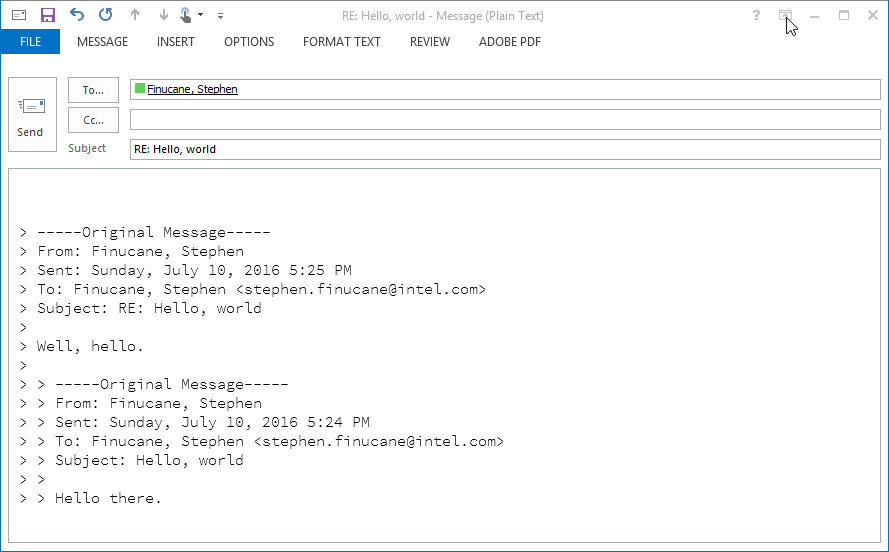 RE: Hello, world - Message (Plain Text)
?
FILE MESSAGE INSERT OPTIONS FORMAT TEXT REVIEW ADOBE PDF
Send
To... Finucane, Stephen
Cc...
Subject RE: Hello, world
> -----Original Message-----
> From: Finucane, Stephen
> Sent: Sunday, July 10, 2016 5:25 PM
> To: Finucane, Stephen <stephen.finucane@intel.com>
> Subject: RE: Hello, world
>
> Well, hello.
>
> > -----Original Message-----
> > From: Finucane, Stephen
> > Sent: Sunday, July 10, 2016 5:24 PM
> > To: Finucane, Stephen <stephen.finucane@intel.com>
> > Subject: Hello, world
> >
> > Hello there.